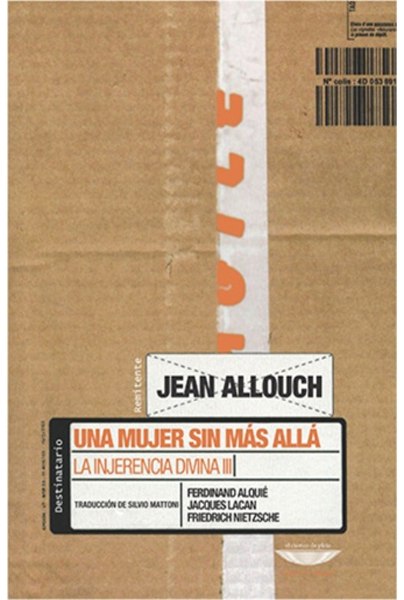 Nº colis : 4D 053 891
Remitente
JEAN ALLOUCH
Destinatario
UNA MUJER SIN MÁS ALLÁ
LA INJERENCIA DIVINA III
TRADUCCIÓN DE SILVIO MATTONI
FERDINAND ALQUIÉ
JACQUES LACAN
FRIEDRICH NIETZSCHE